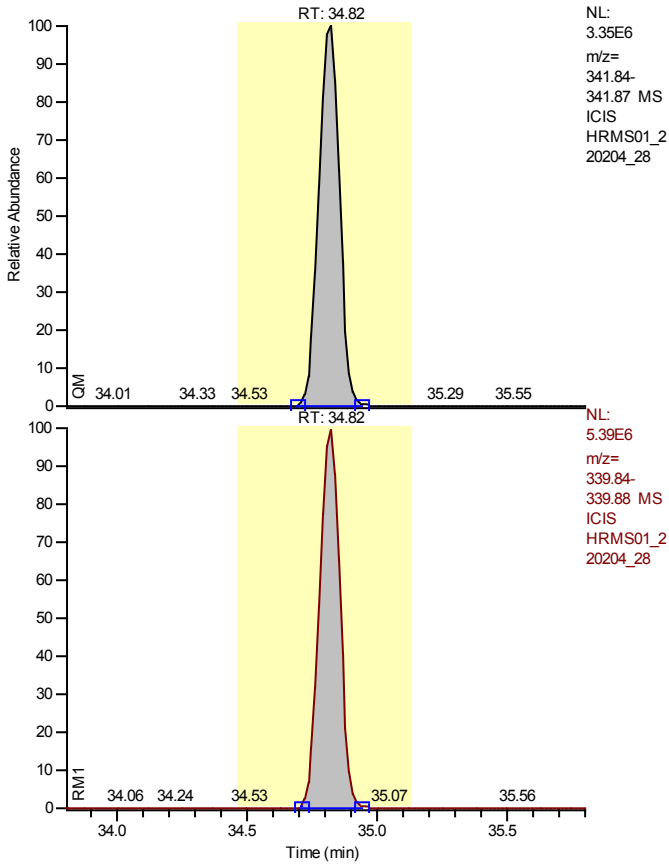 RT: 34.82
NL:
3.35E6
m/z=
341.84-
341.87 MS
ICIS
HRMS01_2
20204_28
100
90
80
70
60
50
40
30
20
10
0
Relative Abundance
QM
34.01 34.33 34.53 35.29 35.55
RT: 34.82
NL:
5.39E6
m/z=
339.84-
339.88 MS
ICIS
HRMS01_2
20204_28
100
90
80
70
60
50
40
30
20
10
0
RM1
34.06 34.24 34.53 35.07 35.56
34.0 34.5 35.0 35.5
Time (min)